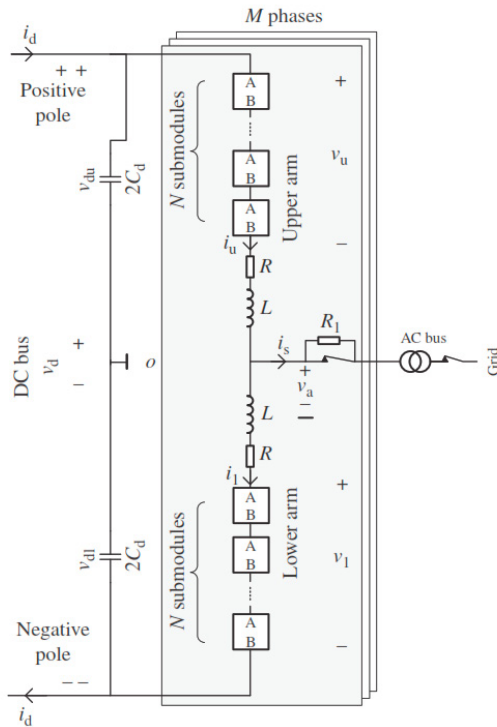 M phases
i_d
+ +
Positive
pole
v_du
2C_d
DC bus
v_d
+
−
o
v_dl
2C_d
Negative
pole
− −
i_d
N submodules
A
B
A
B
A
B
Upper arm
+
v_u
−
i_u
R
L
i_s
R_1
+
v_a
−
AC bus
Grid
L
R
i_l
N submodules
A
B
A
B
A
B
Lower arm
+
v_l
−